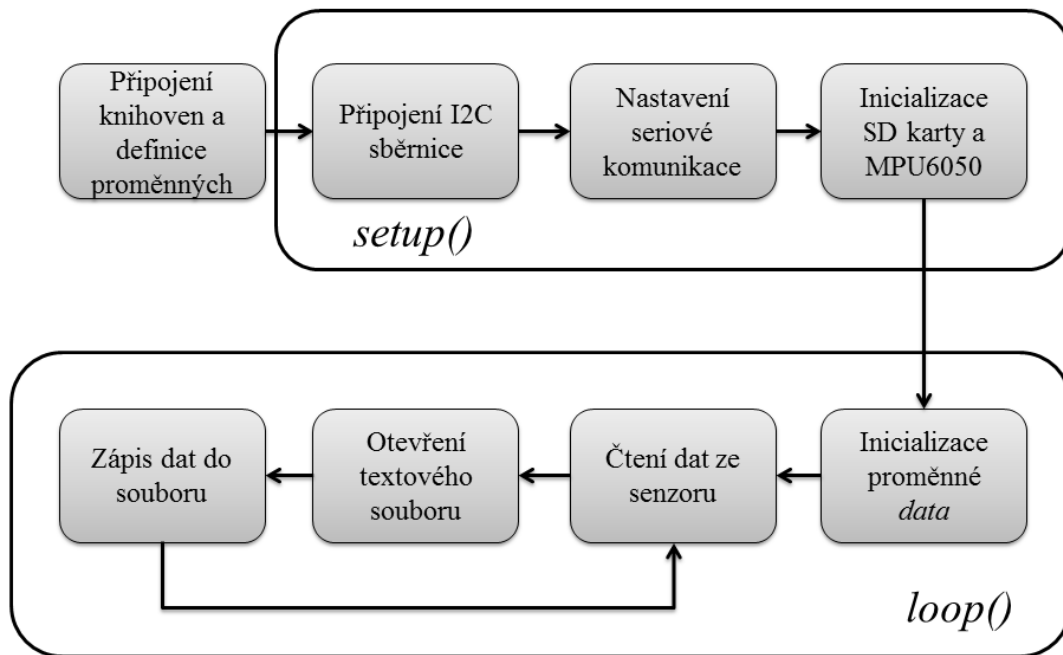 Připojení
knihoven a
definice
proměnných
Připojení I2C
sběrnice
Nastavení
seriové
komunikace
Inicializace
SD karty a
MPU6050
setup()
Zápis dat do
souboru
Otevření
textového
souboru
Čtení dat ze
senzoru
Inicializace
proměnné
data
loop()